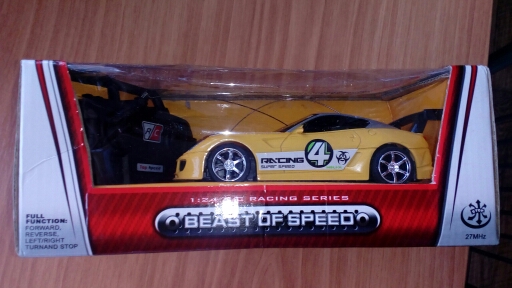 R/C
RACING
SUPER SPEED
4
1:24 R/C RACING SERIES
BEAST OF SPEED
FULL
FUNCTION:
FORWARD,
REVERSE,
LEFT/RIGHT
TURNAND STOP
27MHz